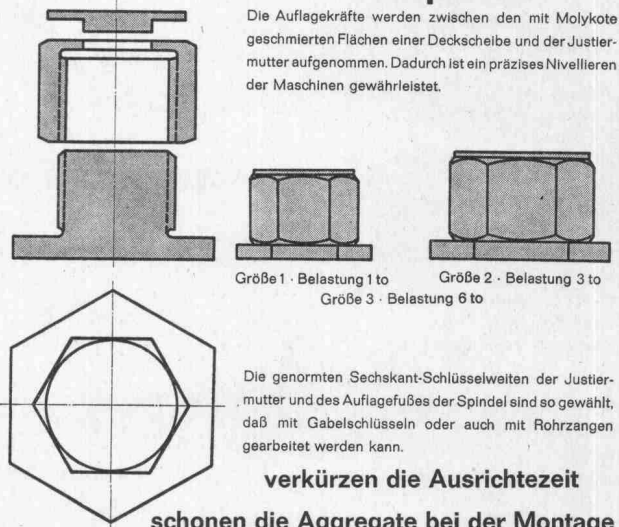 Die Auflagekräfte werden zwischen den mit Molykote
geschmierten Flächen einer Deckscheibe und der Justier-
mutter aufgenommen. Dadurch ist ein präzises Nivellieren
der Maschinen gewährleistet.
Größe 1 · Belastung 1 to
Größe 2 · Belastung 3 to
Größe 3 · Belastung 6 to
Die genormten Sechskant-Schlüsselweiten der Justier-
mutter und des Auflagefußes der Spindel sind so gewählt,
daß mit Gabelschlüsseln oder auch mit Rohrzangen
gearbeitet werden kann.
verkürzen die Ausrichtezeit
schonen die Aggregate bei der Montage